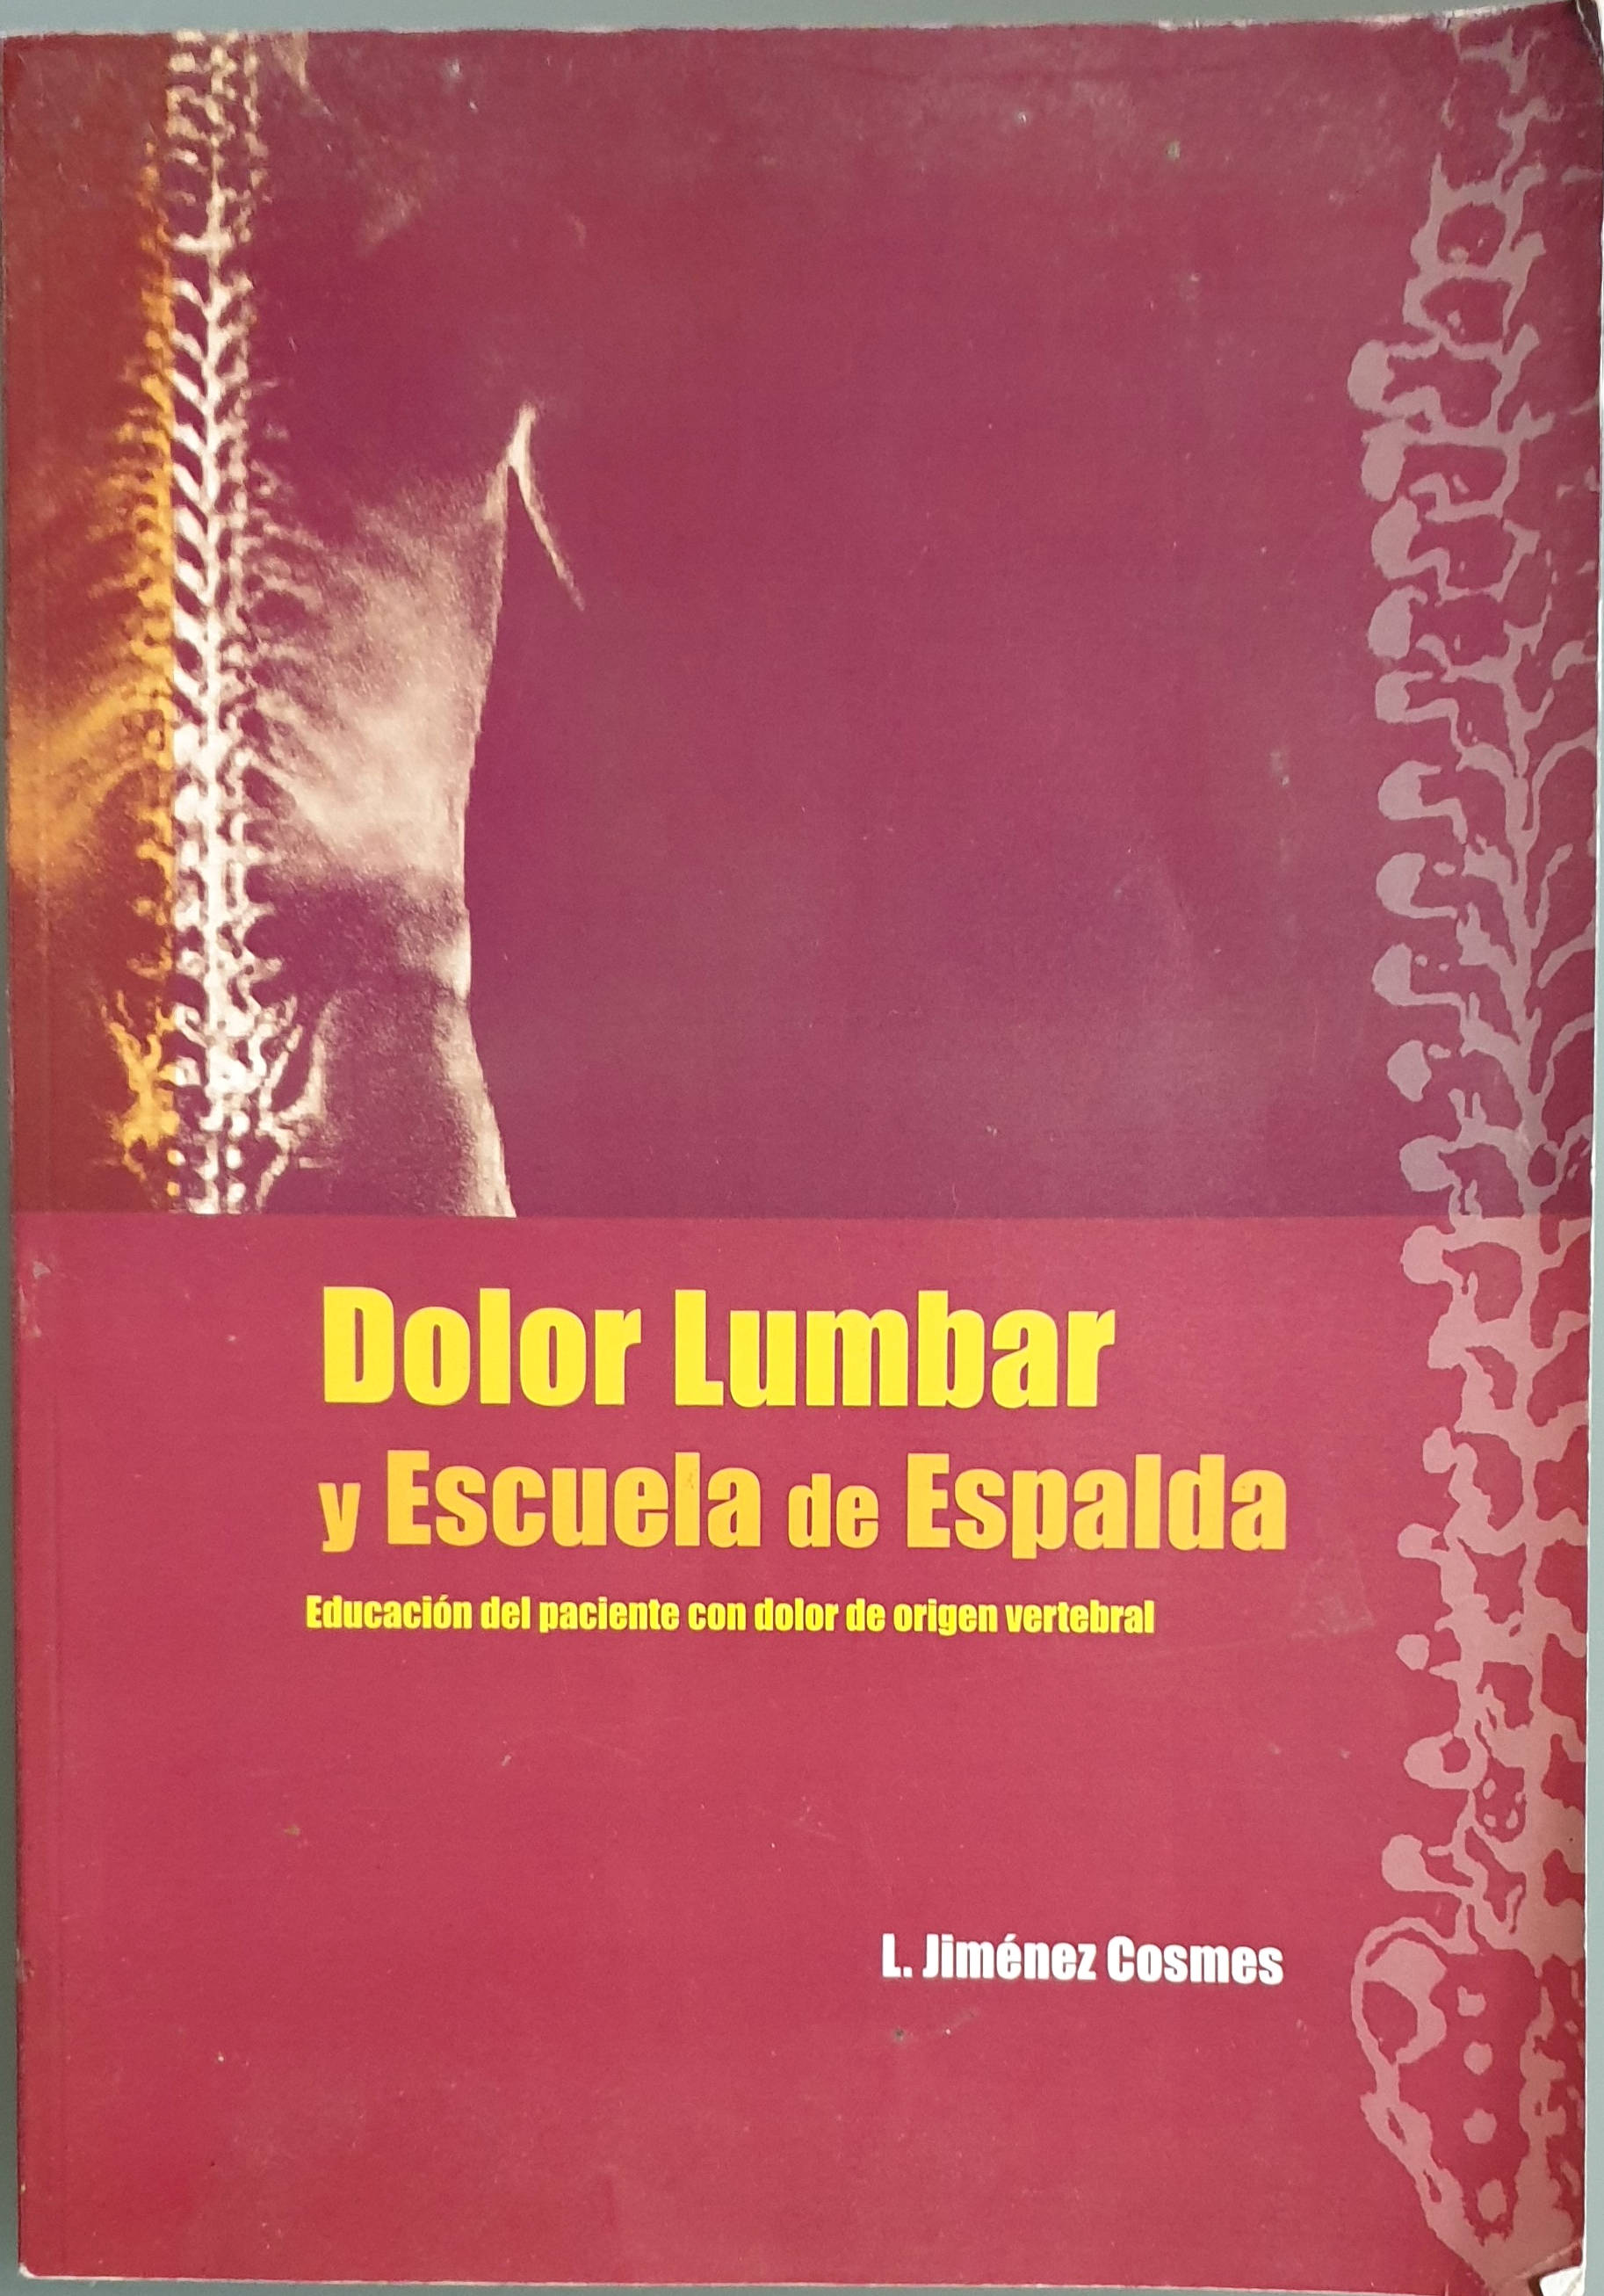 Dolor Lumbar
y Escuela de Espalda
Educación del paciente con dolor de origen vertebral
L. Jiménez Cosmes